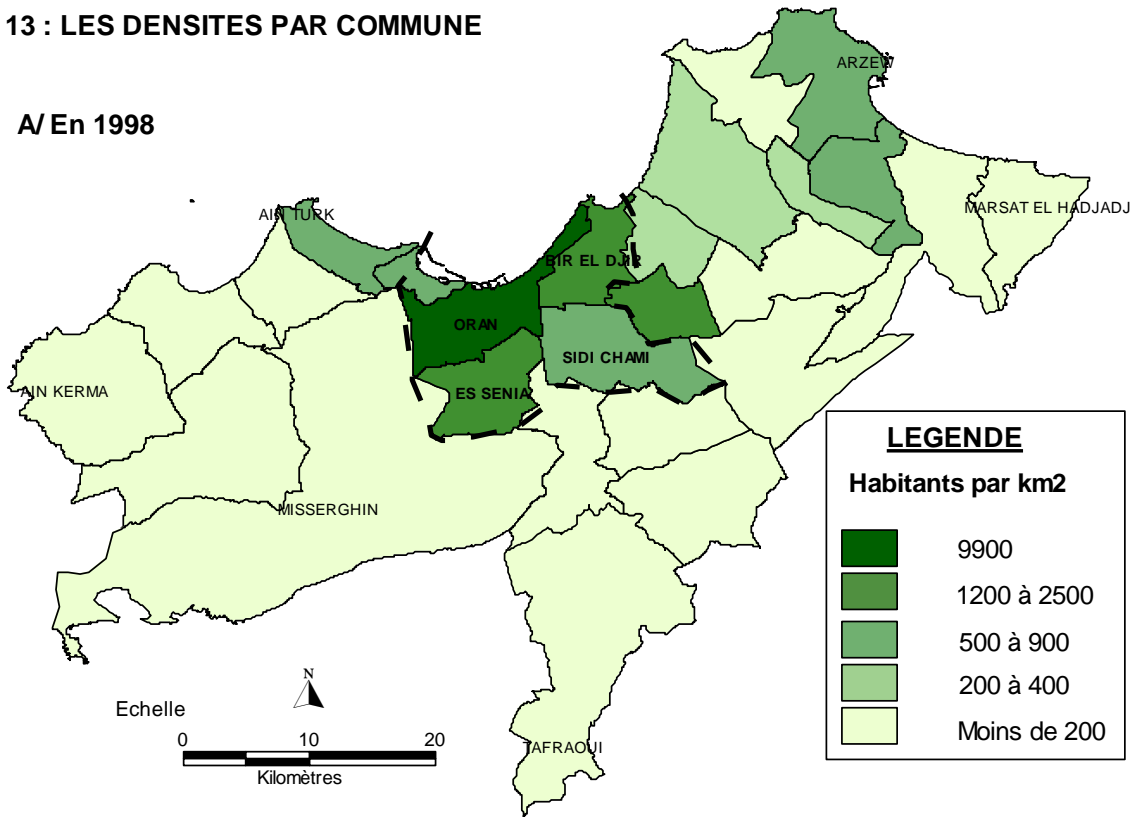 13 : LES DENSITES PAR COMMUNE
A/ En 1998
ARZEW
AIN TURK
MARSAT EL HADJADJ
BIR EL DJIR
ORAN
SIDI CHAMI
AIN KERMA
ES SENIA
MISSERGHIN
TAFRAOUI
LEGENDE
Habitants par km2
9900
1200 à 2500
500 à 900
200 à 400
Moins de 200
N
Echelle
0 10 20
Kilomètres